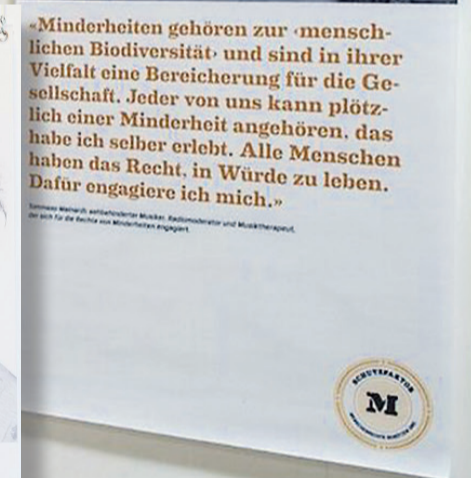 «Minderheiten gehören zur ‹mensch-
lichen Biodiversität› und sind in ihrer
Vielfalt eine Bereicherung für die Ge-
sellschaft. Jeder von uns kann plötz-
lich einer Minderheit angehören, das
habe ich selber erlebt. Alle Menschen
haben das Recht, in Würde zu leben.
Dafür engagiere ich mich.»
sehbehinderter Musiker, Radiomoderator und Musiktherapeut,
der sich für die Rechte von Minderheiten engagiert.
SCHUTZFAKTOR
M